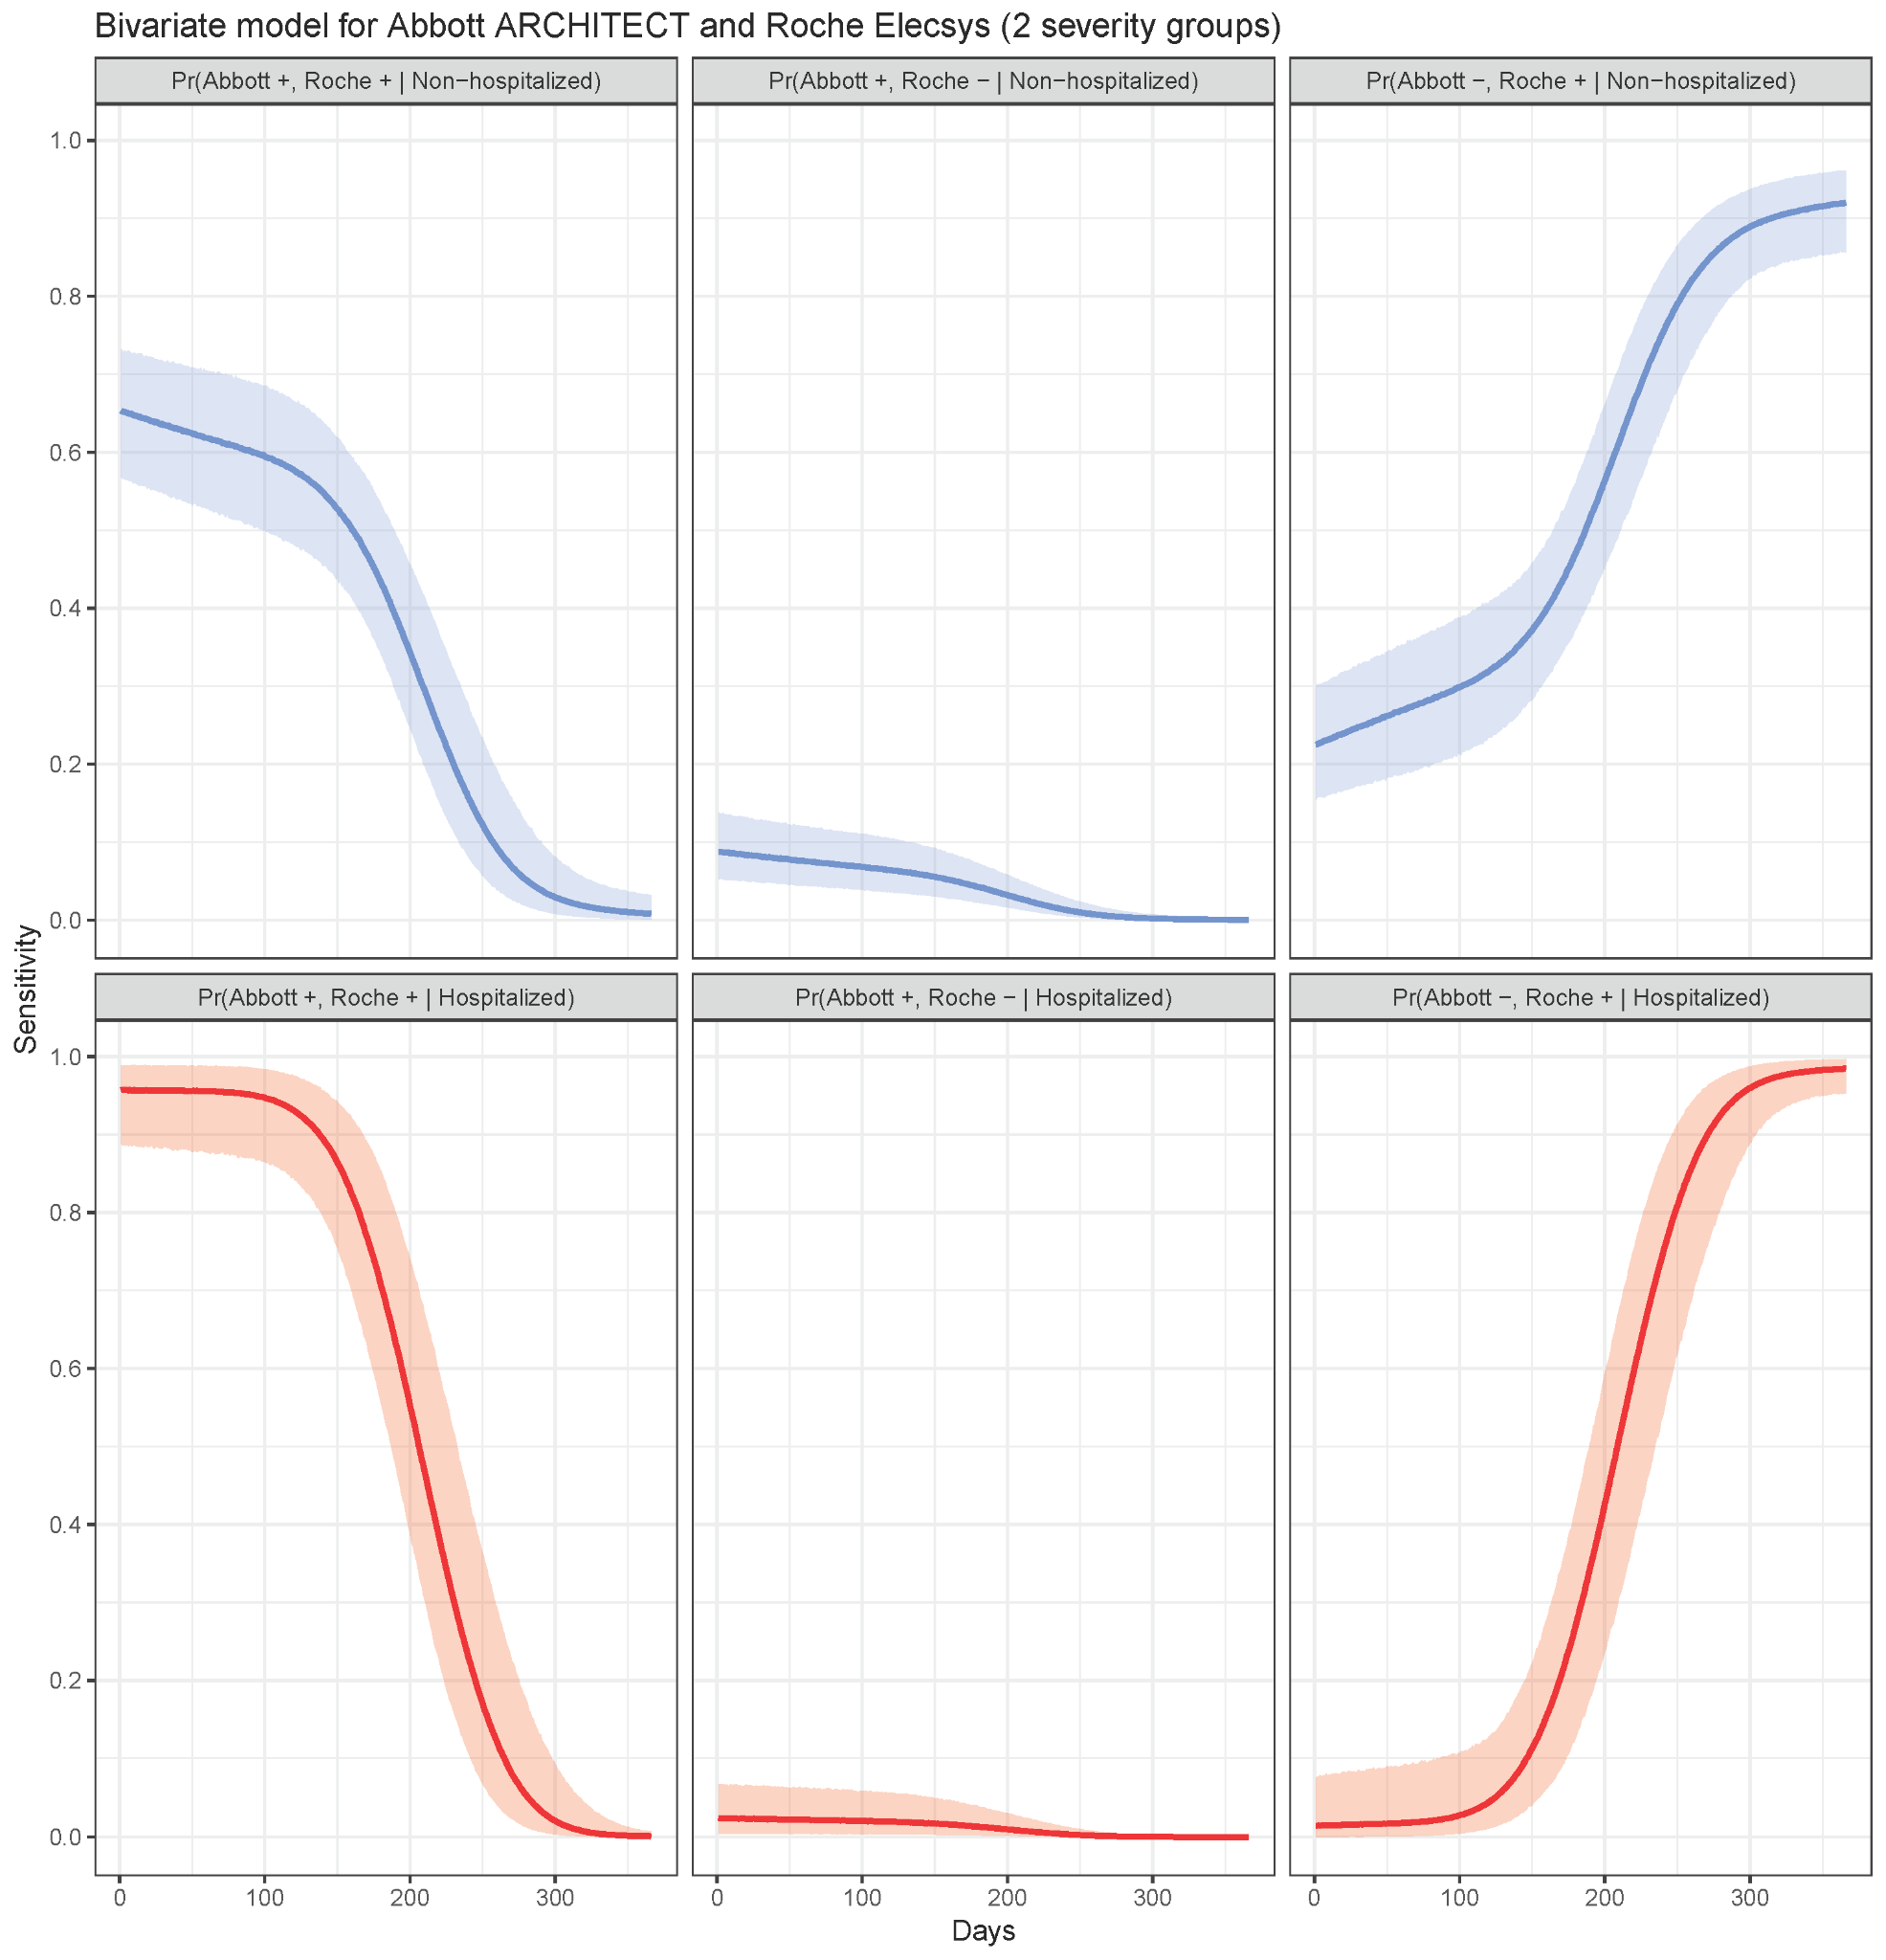 Bivariate model for Abbott ARCHITECT and Roche Elecsys (2 severity groups)
Pr(Abbott +, Roche + | Non−hospitalized)
Pr(Abbott +, Roche − | Non−hospitalized)
Pr(Abbott −, Roche + | Non−hospitalized)
1.0
0.8
0.6
0.4
0.2
0.0
Sensitivity
Pr(Abbott +, Roche + | Hospitalized)
Pr(Abbott +, Roche − | Hospitalized)
Pr(Abbott −, Roche + | Hospitalized)
1.0
0.8
0.6
0.4
0.2
0.0
0 100 200 300
0 100 200 300
0 100 200 300
Days